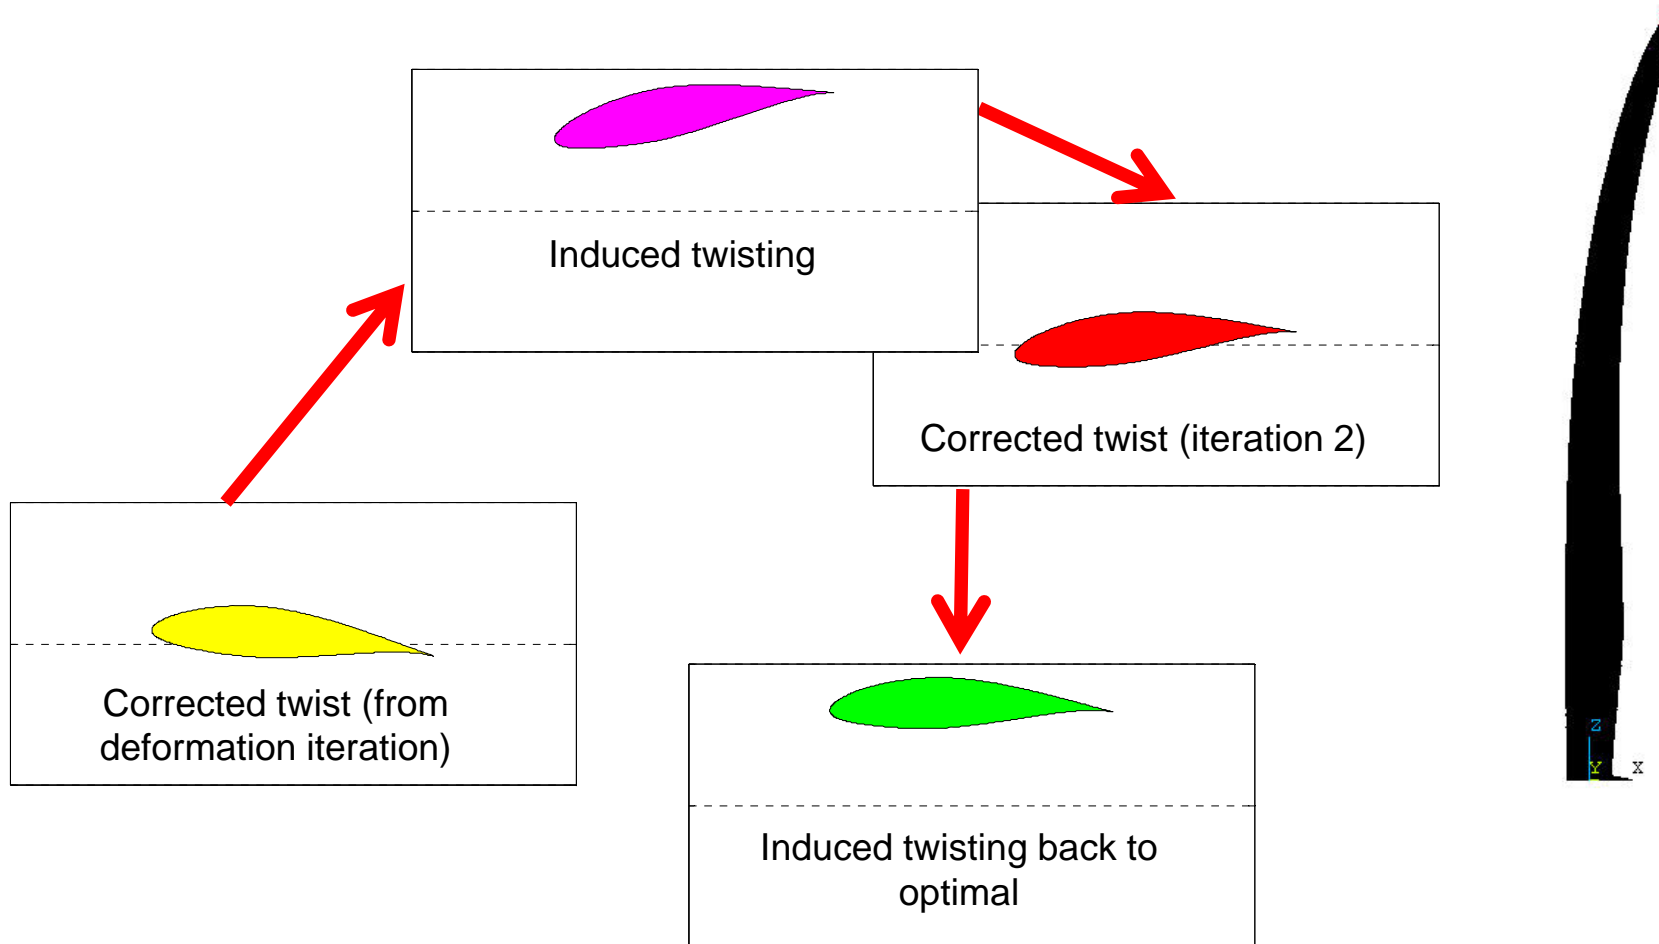 Induced twisting
Corrected twist (iteration 2)
Corrected twist (from
deformation iteration)
Induced twisting back to
optimal
Z
Y
X